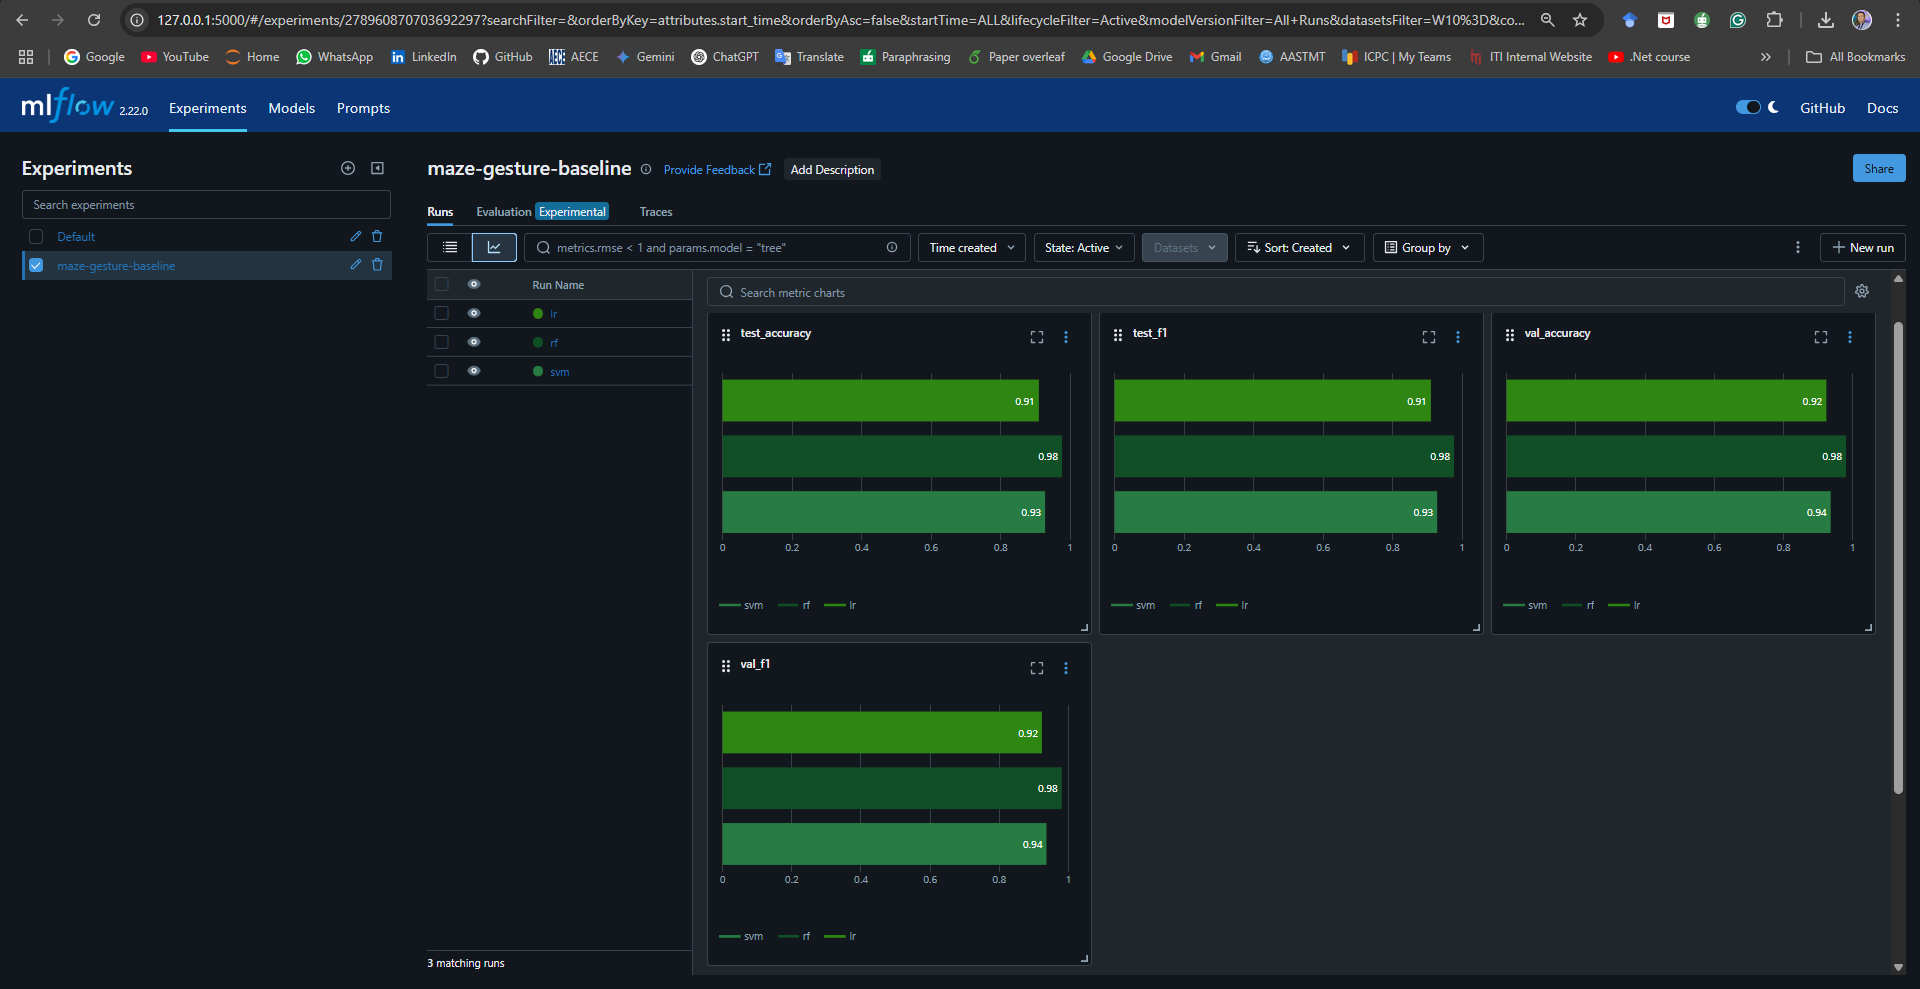 127.0.0.1:5000/#/experiments/278960870703692297?searchFilter=&orderByKey=attributes.start_time&orderByAsc=false&startTime=ALL&lifecycleFilter=Active&modelVersionFilter=All+Runs&datasetsFilter=W10%3D&co...
Google YouTube Home WhatsApp LinkedIn GitHub AECE Gemini ChatGPT Translate Paraphrasing Paper overleaf Google Drive Gmail AASTMT ICPC | My Teams ITI Internal Website .Net course » All Bookmarks
mlflow 2.22.0 Experiments Models Prompts GitHub Docs
Experiments
Search experiments
Default
maze-gesture-baseline
maze-gesture-baseline Provide Feedback Add Description Share
Runs Evaluation Experimental Traces
metrics.rmse < 1 and params.model = "tree" Time created State: Active Datasets Sort: Created Group by New run
Run Name
lr
rf
svm
3 matching runs
Search metric charts
test_accuracy
0.91
0.98
0.93
0 0.2 0.4 0.6 0.8 1
svm rf lr
test_f1
0.91
0.98
0.93
0 0.2 0.4 0.6 0.8 1
svm rf lr
val_accuracy
0.92
0.98
0.94
0 0.2 0.4 0.6 0.8 1
svm rf lr
val_f1
0.92
0.98
0.94
0 0.2 0.4 0.6 0.8 1
svm rf lr